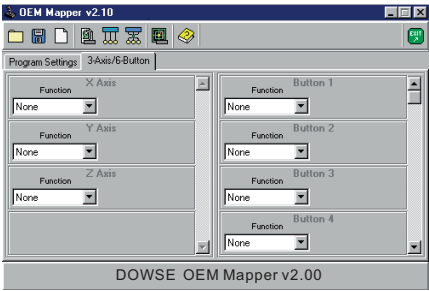 OEM Mapper v2.10
EXIT
Program Settings 3-Axis/6-Button
X Axis
Function
None
Y Axis
Function
None
Z Axis
Function
None
Button 1
Function
None
Button 2
Function
None
Button 3
Function
None
Button 4
Function
None
DOWSE OEM Mapper v2.00